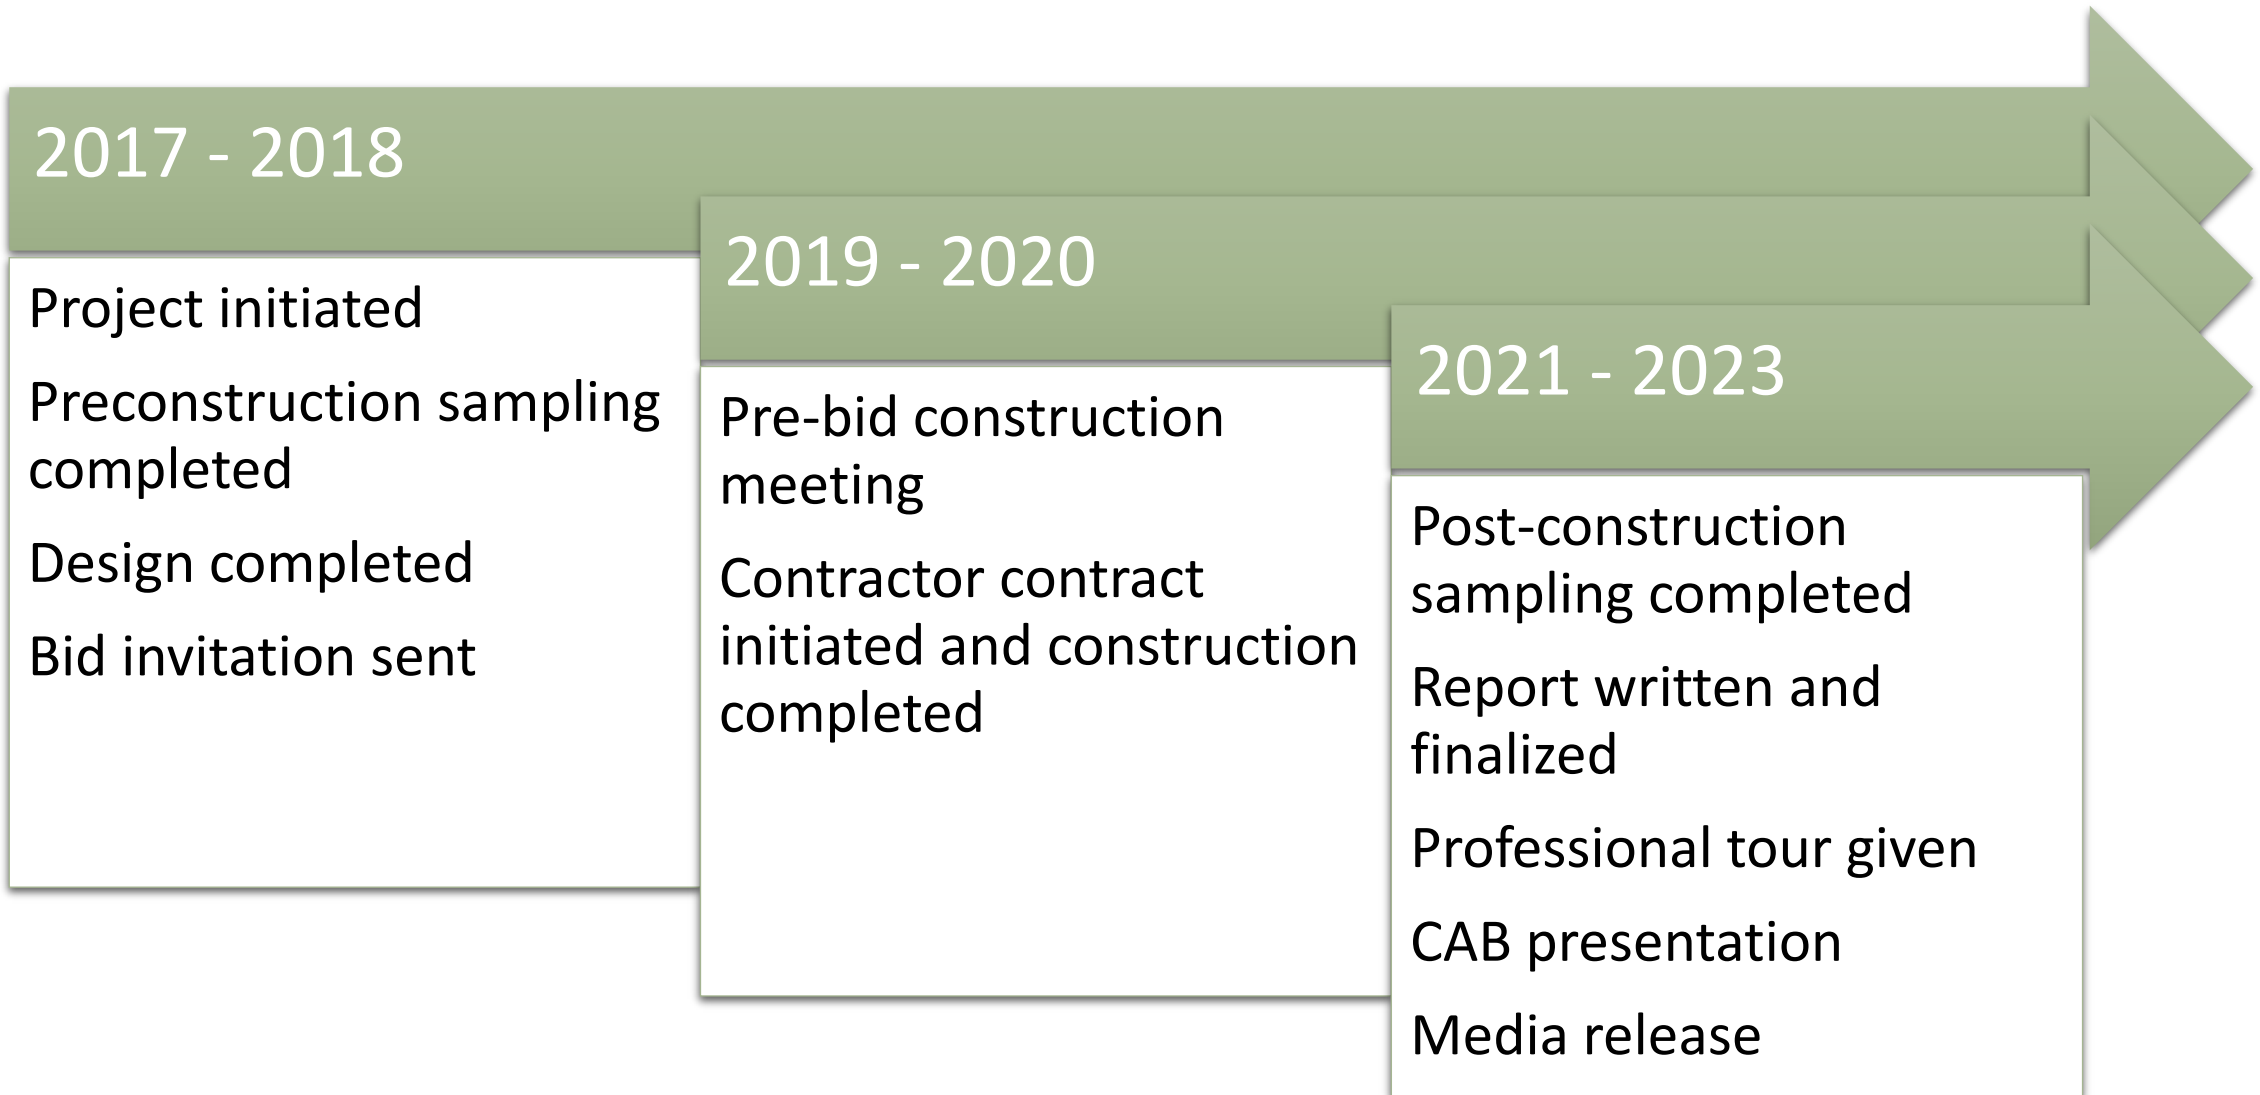 2017 - 2018
Project initiated
Preconstruction sampling
completed
Design completed
Bid invitation sent
2019 - 2020
Pre-bid construction
meeting
Contractor contract
initiated and construction
completed
2021 - 2023
Post-construction
sampling completed
Report written and
finalized
Professional tour given
CAB presentation
Media release